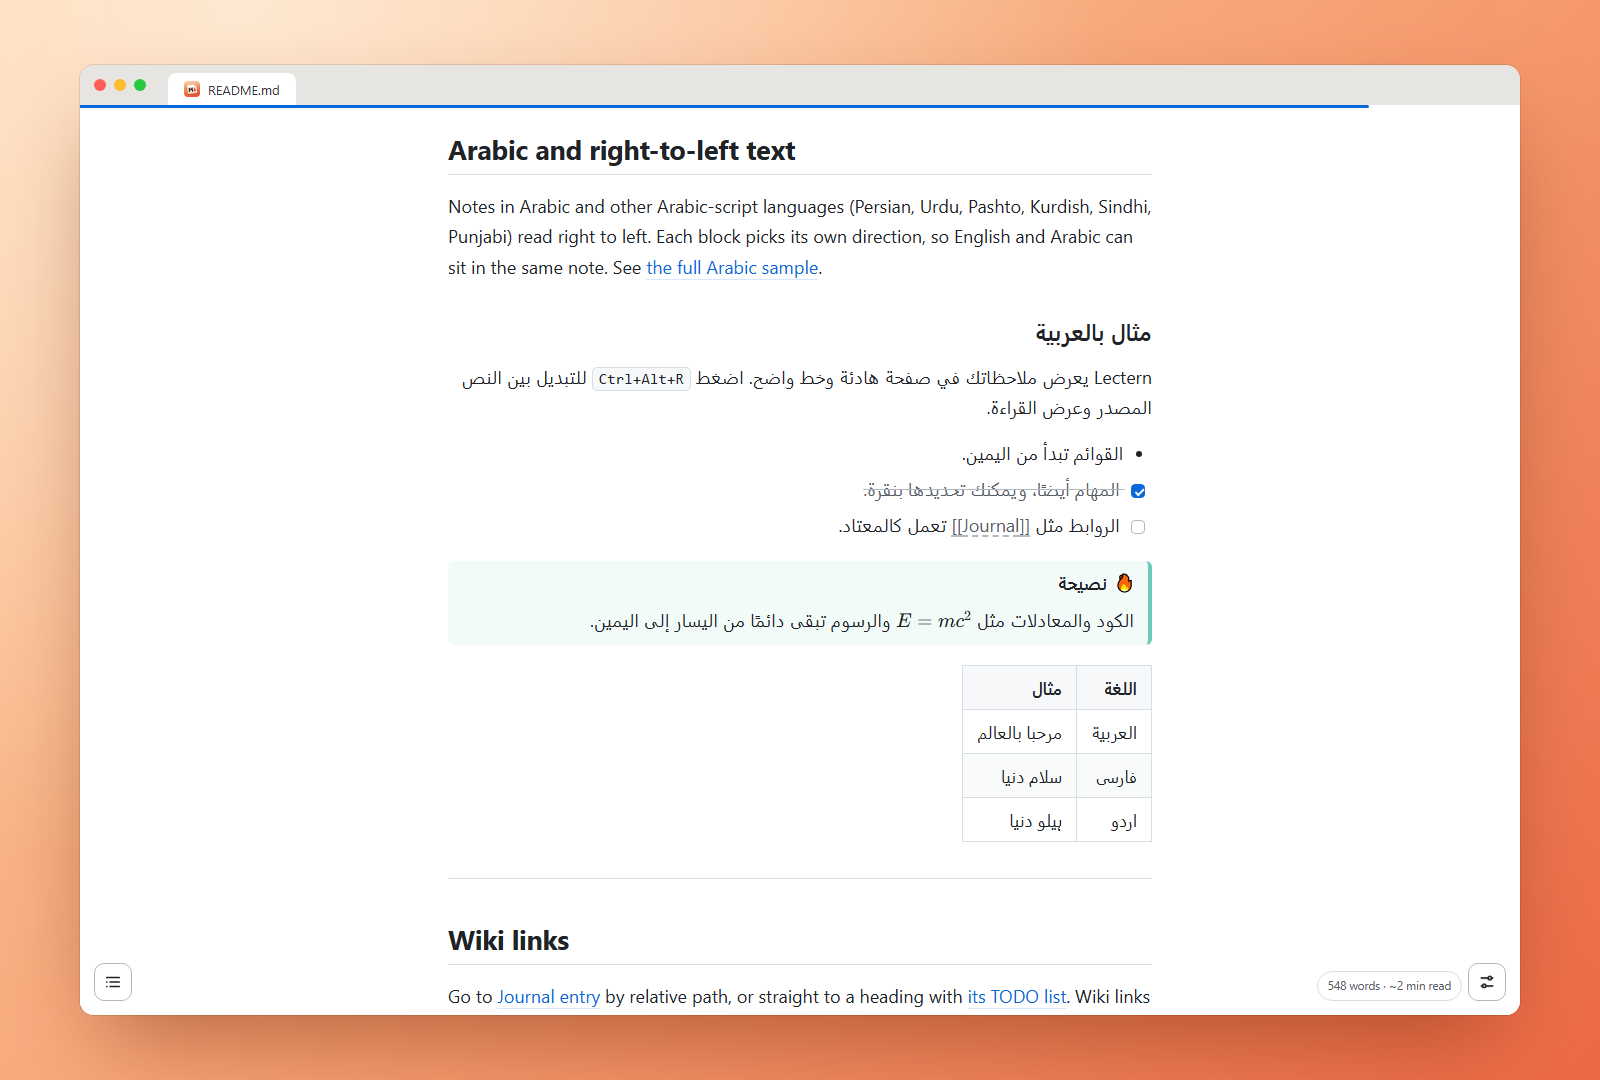 README.md
Arabic and right-to-left text
Notes in Arabic and other Arabic-script languages (Persian, Urdu, Pashto, Kurdish, Sindhi,
Punjabi) read right to left. Each block picks its own direction, so English and Arabic can
sit in the same note. See the full Arabic sample.
مثال بالعربية
Lectern يعرض ملاحظاتك في صفحة هادئة وخط واضح. اضغط Ctrl+Alt+R للتبديل بين النص
المصدر وعرض القراءة.
• القوائم تبدأ من اليمين.
المهام أيضًا، ويمكنك تحديدها بنقرة.
الروابط مثل [[Journal]] تعمل كالمعتاد.
🔥 نصيحة
الكود والمعادلات مثل E = mc² والرسوم تبقى دائمًا من اليسار إلى اليمين.
اللغة مثال
العربية مرحبا بالعالم
فارسی سلام دنیا
اردو ہیلو دنیا
Wiki links
Go to Journal entry by relative path, or straight to a heading with its TODO list. Wiki links
548 words · ~2 min read